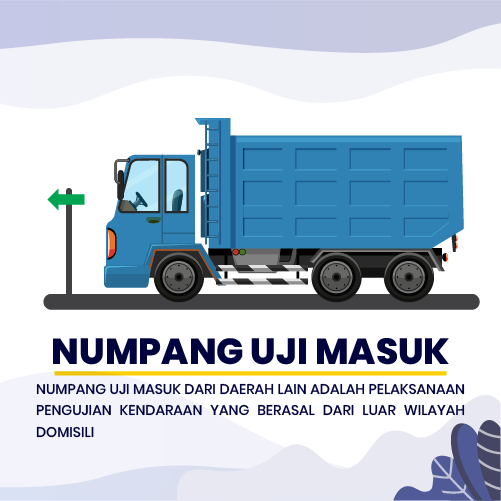 NUMPANG UJI MASUK
NUMPANG UJI MASUK DARI DAERAH LAIN ADALAH PELAKSANAAN
PENGUJIAN KENDARAAN YANG BERASAL DARI LUAR WILAYAH
DOMISILI